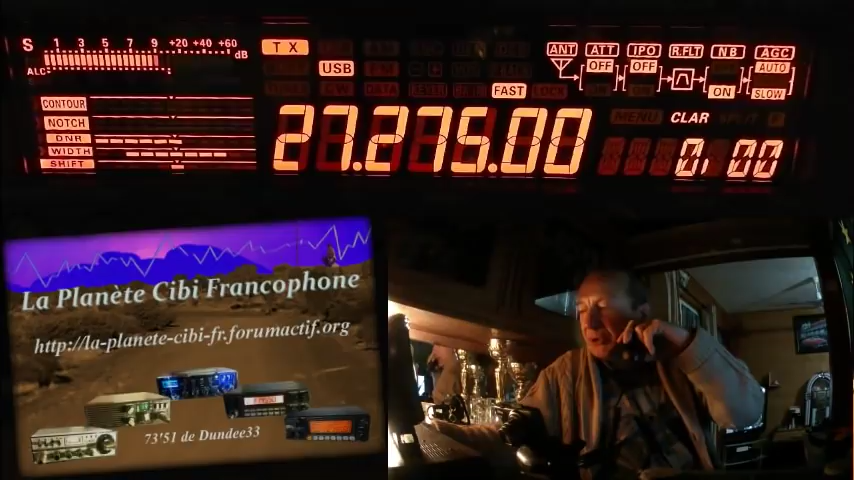 S 1 3 5 7 9 +20 +40 +60 dB
ALC
TX
USB
FAST
ANT ATT IPO R.FLT NB AGC
OFF OFF AUTO
ON SLOW
CONTOUR
NOTCH
DNR
WIDTH
SHIFT
27.275.00
MENU CLAR SPLIT
0.00
La Planète Cibi Francophone
http://la-planete-cibi-fr.forumactif.org
73'51 de Dundee33